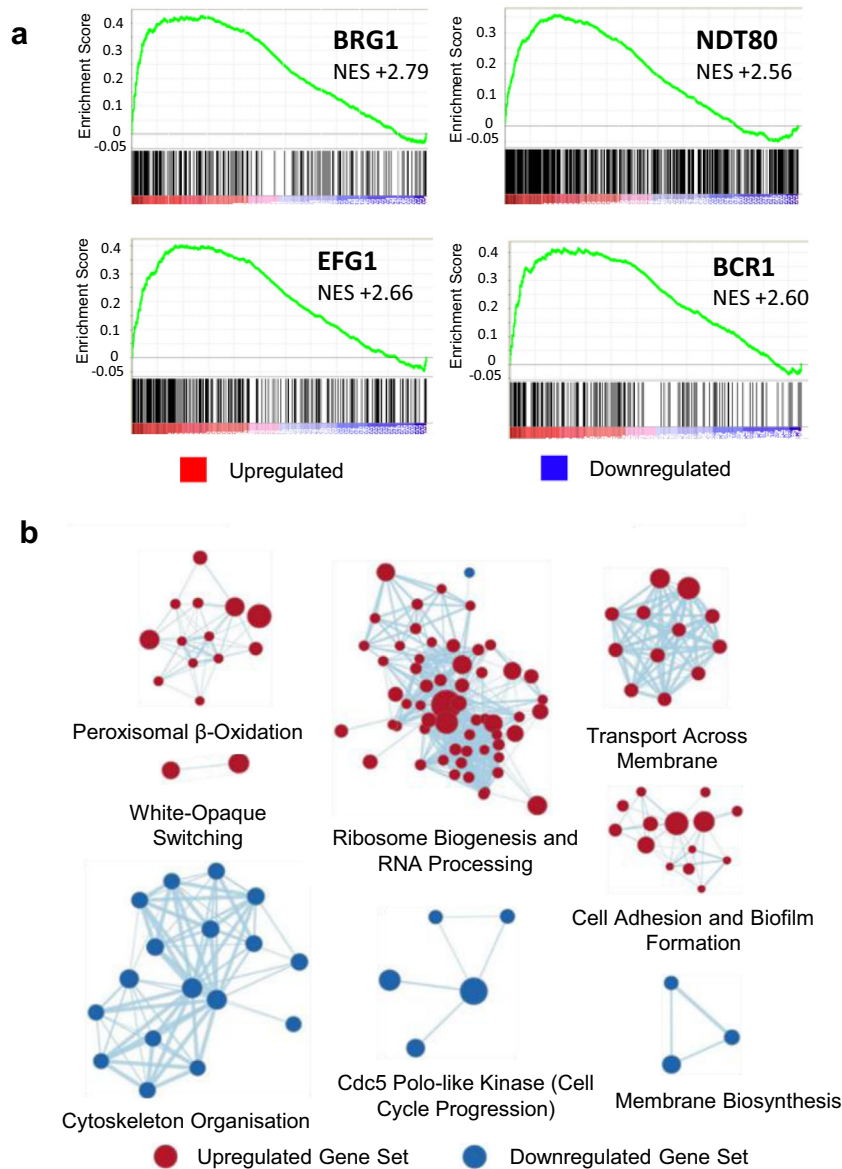 a
Enrichment Score
0.4
0.3
0.2
0.1
0
-0.05
BRG1
NES +2.79
Enrichment Score
0.3
0.2
0.1
0
-0.05
NDT80
NES +2.56
Enrichment Score
0.4
0.3
0.2
0.1
0
-0.05
EFG1
NES +2.66
Enrichment Score
0.4
0.3
0.2
0.1
0
-0.05
BCR1
NES +2.60
Upregulated
Downregulated
b
Peroxisomal β-Oxidation
White-Opaque
Switching
Ribosome Biogenesis and
RNA Processing
Transport Across
Membrane
Cell Adhesion and Biofilm
Formation
Cytoskeleton Organisation
Cdc5 Polo-like Kinase (Cell
Cycle Progression)
Membrane Biosynthesis
Upregulated Gene Set
Downregulated Gene Set